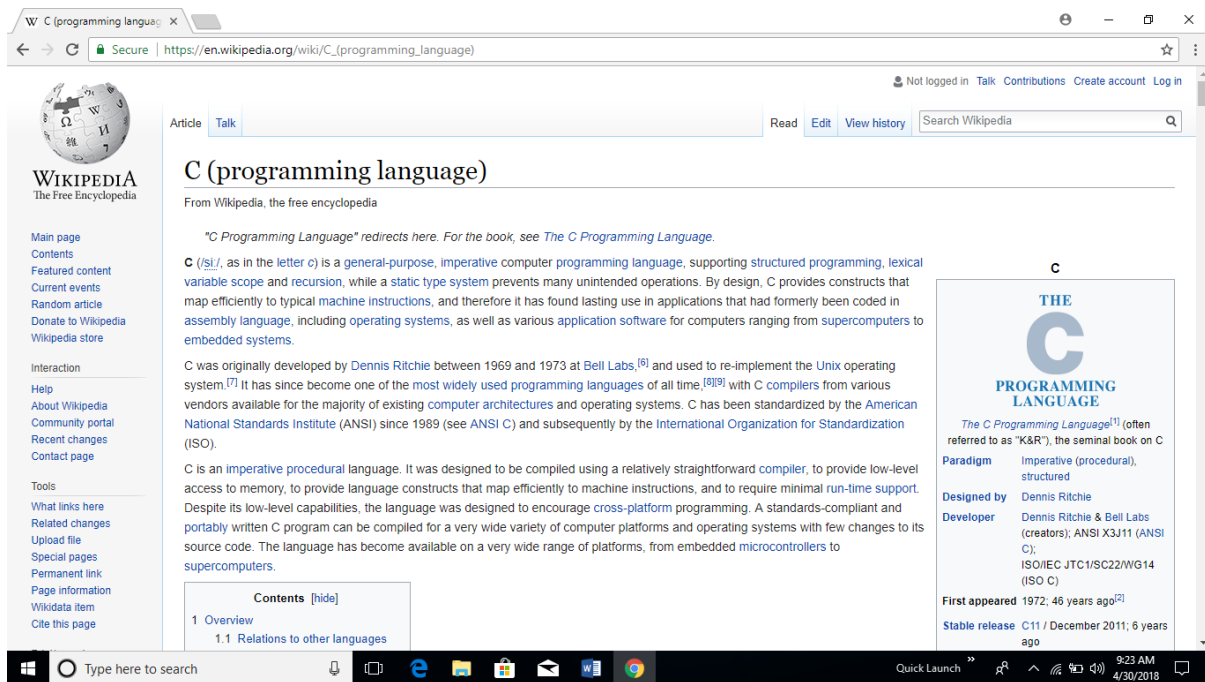 W C (programming languag
Secure | https://en.wikipedia.org/wiki/C_(programming_language)
Not logged in Talk Contributions Create account Log in
Article Talk
Read Edit View history Search Wikipedia
WIKIPEDIA
The Free Encyclopedia
Main page
Contents
Featured content
Current events
Random article
Donate to Wikipedia
Wikipedia store
Interaction
Help
About Wikipedia
Community portal
Recent changes
Contact page
Tools
What links here
Related changes
Upload file
Special pages
Permanent link
Page information
Wikidata item
Cite this page
C (programming language)
From Wikipedia, the free encyclopedia
"C Programming Language" redirects here. For the book, see The C Programming Language.
C (/siː/, as in the letter c) is a general-purpose, imperative computer programming language, supporting structured programming, lexical
variable scope and recursion, while a static type system prevents many unintended operations. By design, C provides constructs that
map efficiently to typical machine instructions, and therefore it has found lasting use in applications that had formerly been coded in
assembly language, including operating systems, as well as various application software for computers ranging from supercomputers to
embedded systems.
C was originally developed by Dennis Ritchie between 1969 and 1973 at Bell Labs,[6] and used to re-implement the Unix operating
system.[7] It has since become one of the most widely used programming languages of all time,[8][9] with C compilers from various
vendors available for the majority of existing computer architectures and operating systems. C has been standardized by the American
National Standards Institute (ANSI) since 1989 (see ANSI C) and subsequently by the International Organization for Standardization
(ISO).
C is an imperative procedural language. It was designed to be compiled using a relatively straightforward compiler, to provide low-level
access to memory, to provide language constructs that map efficiently to machine instructions, and to require minimal run-time support.
Despite its low-level capabilities, the language was designed to encourage cross-platform programming. A standards-compliant and
portably written C program can be compiled for a very wide variety of computer platforms and operating systems with few changes to its
source code. The language has become available on a very wide range of platforms, from embedded microcontrollers to
supercomputers.
Contents [hide]
1 Overview
1.1 Relations to other languages
C
THE
C
PROGRAMMING
LANGUAGE
The C Programming Language[1] (often
referred to as "K&R"), the seminal book on C
Paradigm Imperative (procedural),
structured
Designed by Dennis Ritchie
Developer Dennis Ritchie & Bell Labs
(creators); ANSI X3J11 (ANSI
C);
ISO/IEC JTC1/SC22/WG14
(ISO C)
First appeared 1972; 46 years ago[2]
Stable release C11 / December 2011; 6 years
ago
Type here to search
Quick Launch
9:23 AM
4/30/2018